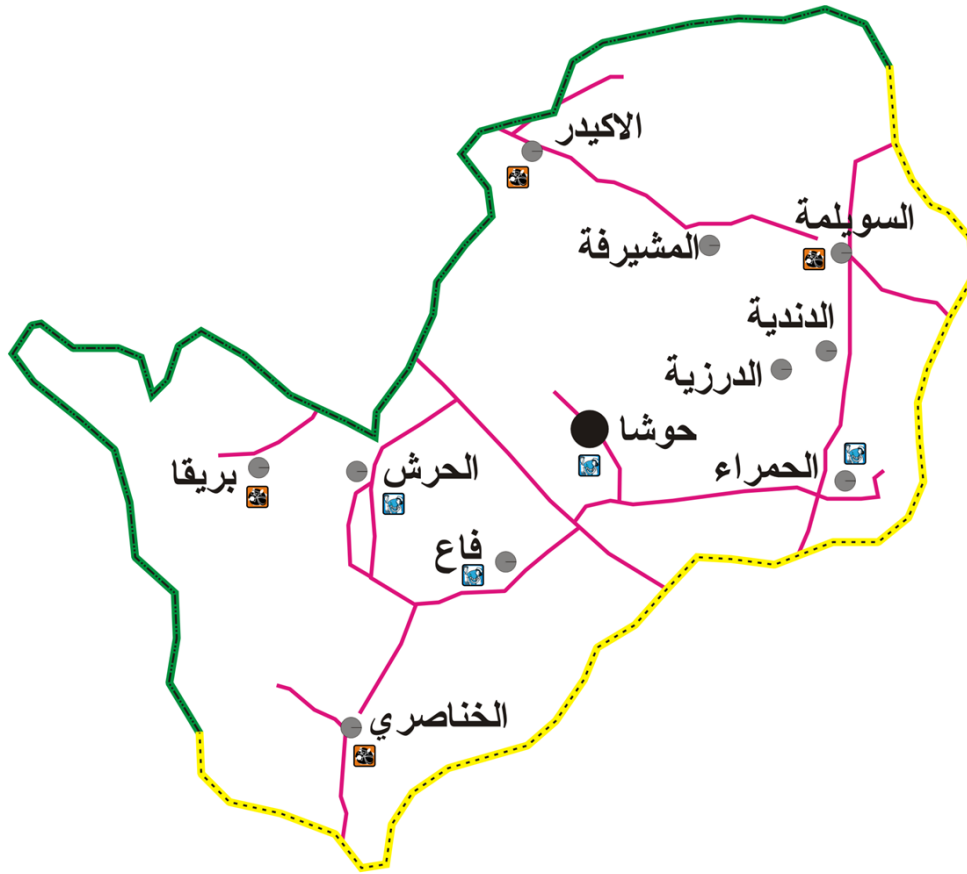 الاكيدر
السويلمة
المشيرفة
الدندية
الدرزية
حوشا
الحمراء
الحرش
بريقا
فاع
الخناصري